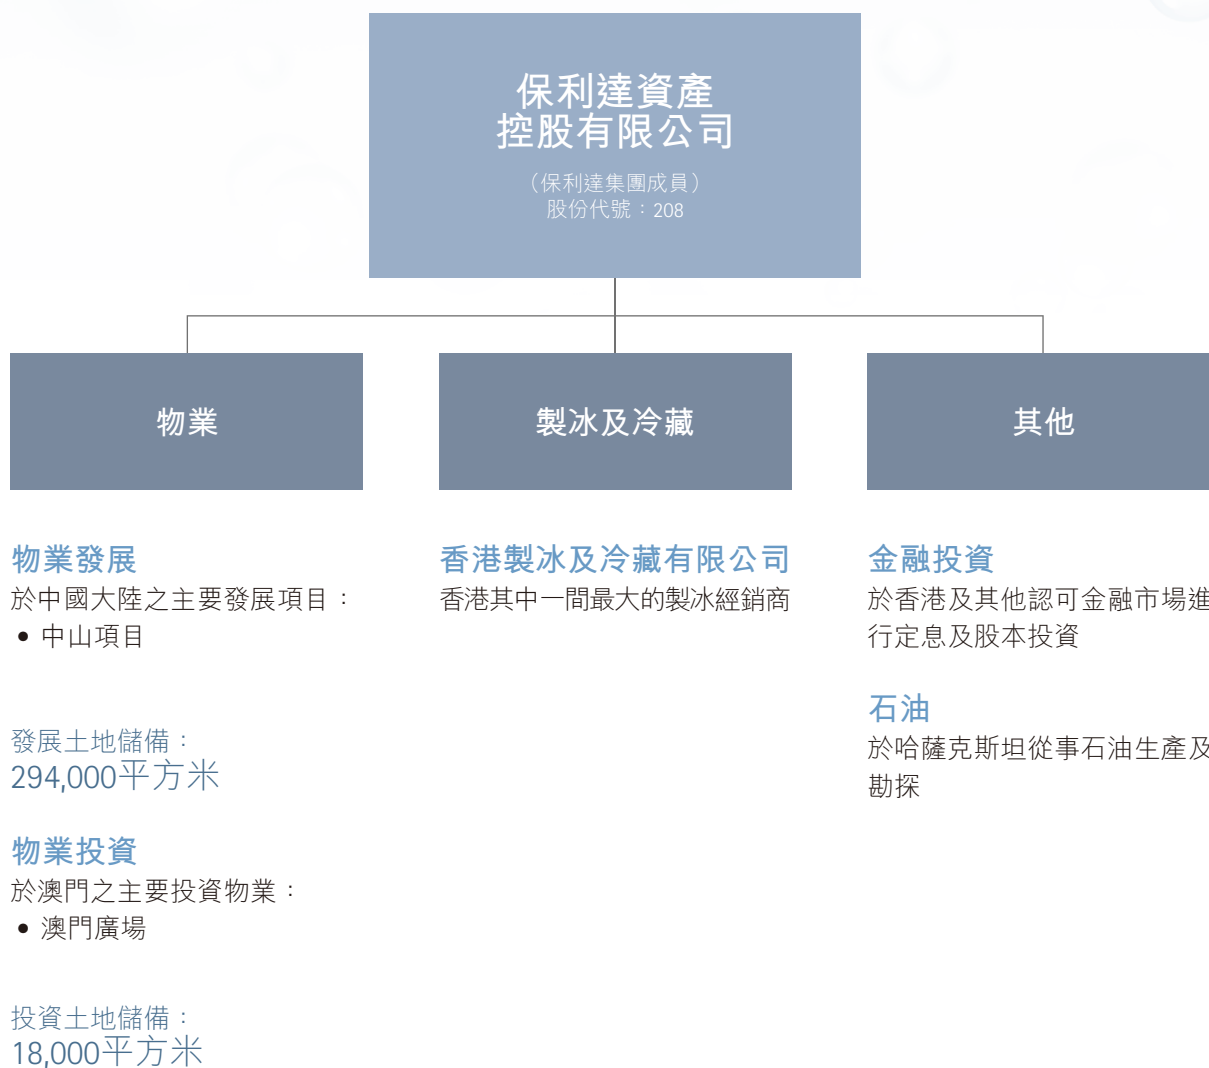 保利達資產
控股有限公司
（保利達集團成員）
股份代號：208
物業
製冰及冷藏
其他
物業發展
於中國大陸之主要發展項目：
• 中山項目
發展土地儲備：
294,000平方米
物業投資
於澳門之主要投資物業：
• 澳門廣場
投資土地儲備：
18,000平方米
香港製冰及冷藏有限公司
香港其中一間最大的製冰經銷商
金融投資
於香港及其他認可金融市場進
行定息及股本投資
石油
於哈薩克斯坦從事石油生產及
勘探